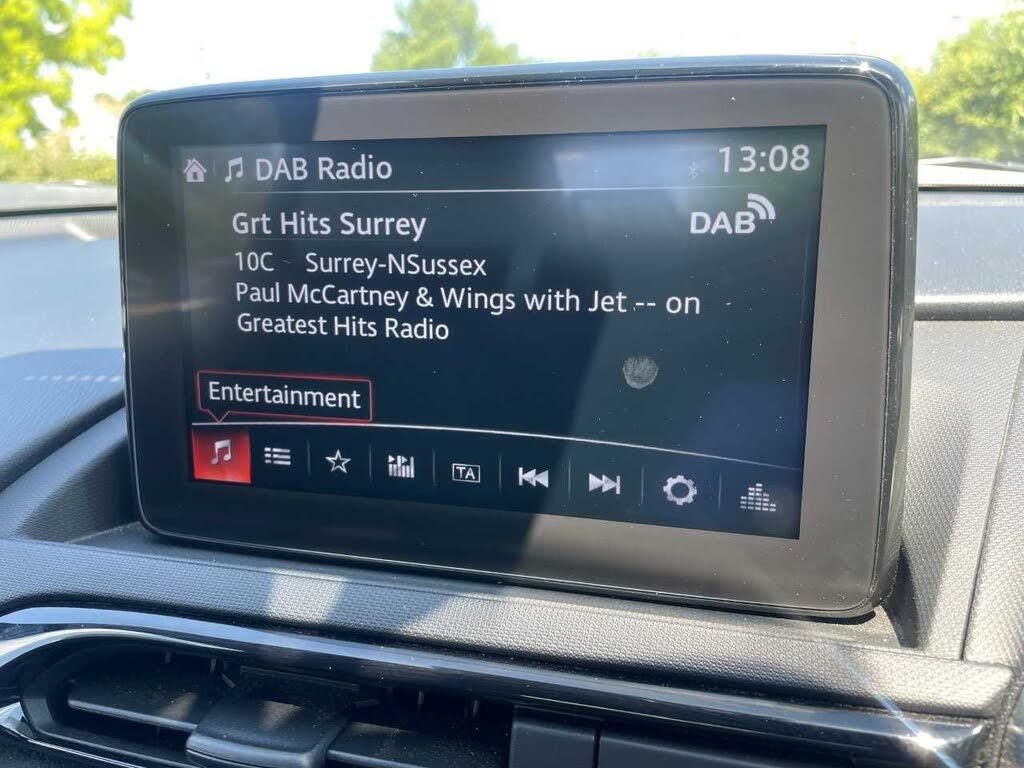 DAB Radio
13:08
Grt Hits Surrey
DAB
10C Surrey-NSussex
Paul McCartney & Wings with Jet -- on
Greatest Hits Radio
Entertainment
TA